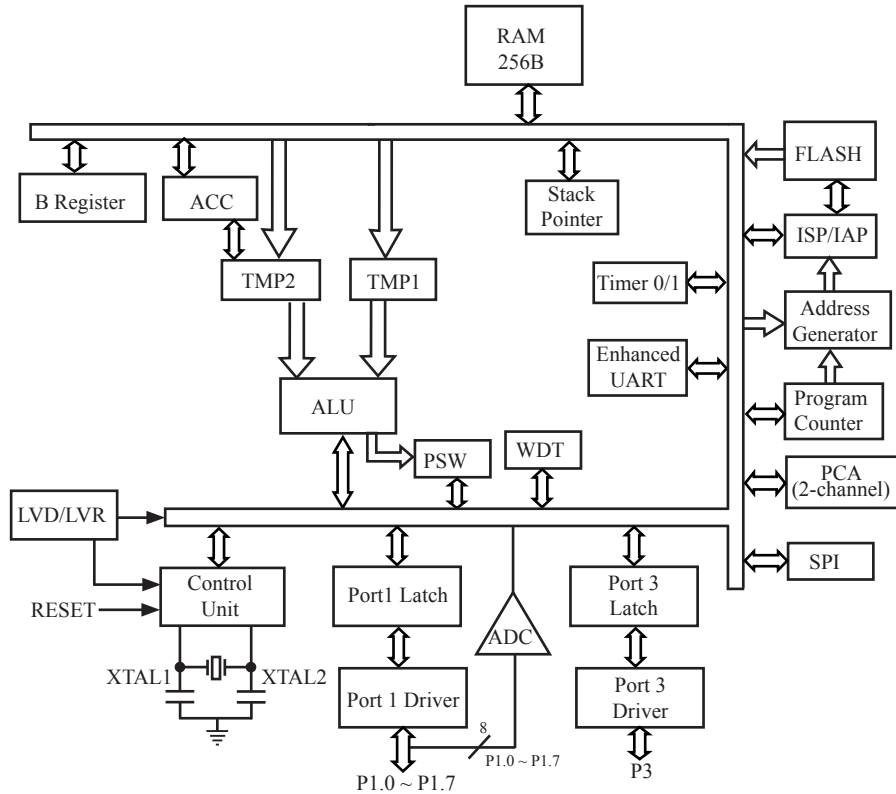 RAM
256B
FLASH
B Register
ACC
Stack
Pointer
ISP/IAP
TMP2
TMP1
Timer 0/1
Address
Generator
Enhanced
UART
ALU
Program
Counter
PSW
WDT
PCA
(2-channel)
LVD/LVR
SPI
Control
Unit
Port1 Latch
Port 3
Latch
RESET
ADC
XTAL1
XTAL2
Port 1 Driver
Port 3
Driver
8
P1.0 ~ P1.7
P1.0 ~ P1.7
P3